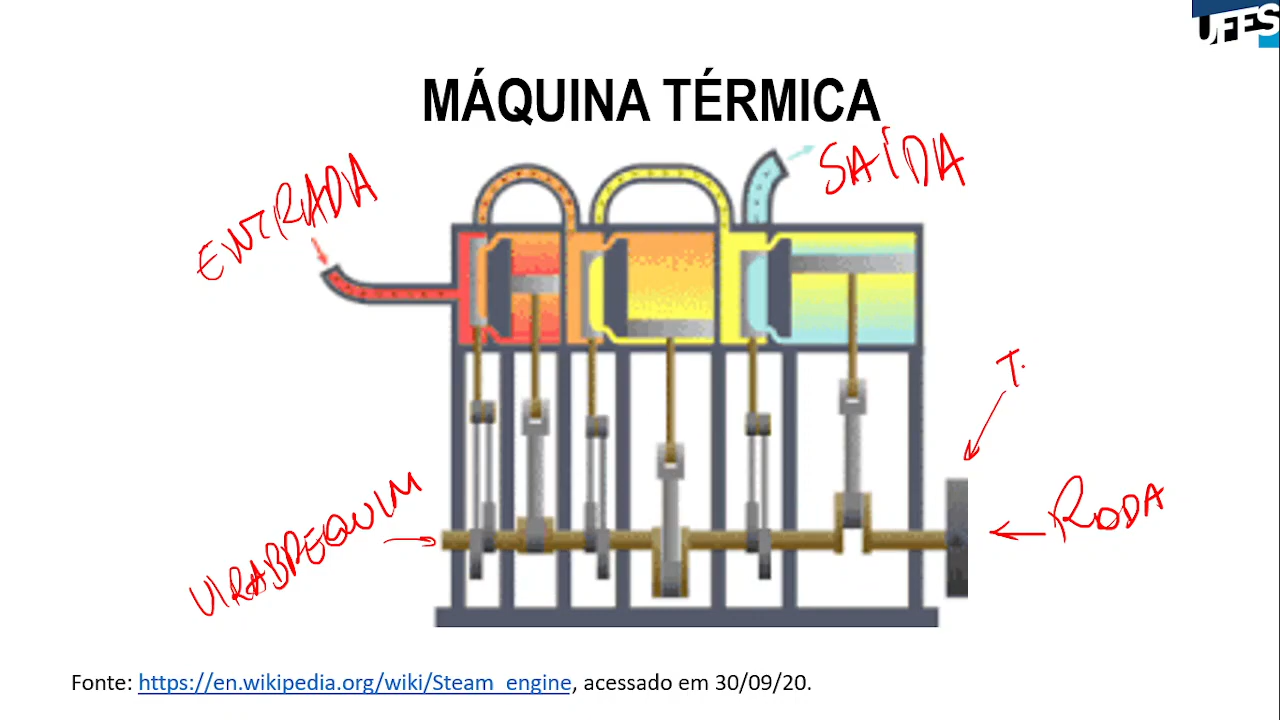 UFES
MÁQUINA TÉRMICA
SAÍDA
ENTRADA
T.
VIRABREQUIM
RODA
Fonte: https://en.wikipedia.org/wiki/Steam_engine, acessado em 30/09/20.